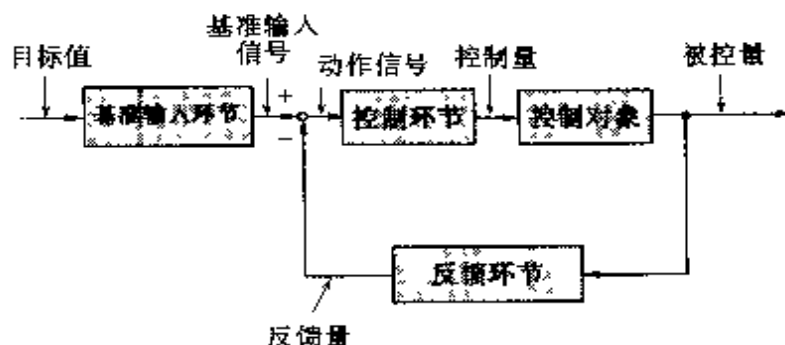 目标值
基准输入
信号
动作信号
控制量
被控量
+
−
基准输入环节
控制环节
控制对象
反馈环节
反馈量